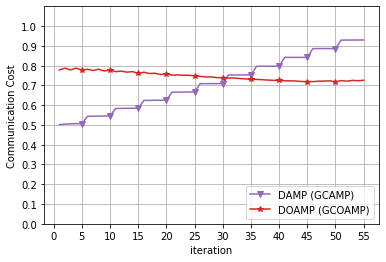 Communication Cost
1.0
0.9
0.8
0.7
0.6
0.5
0.4
0.3
0.2
0.1
0.0
0 5 10 15 20 25 30 35 40 45 50 55
iteration
DAMP (GCAMP)
DOAMP (GCOAMP)